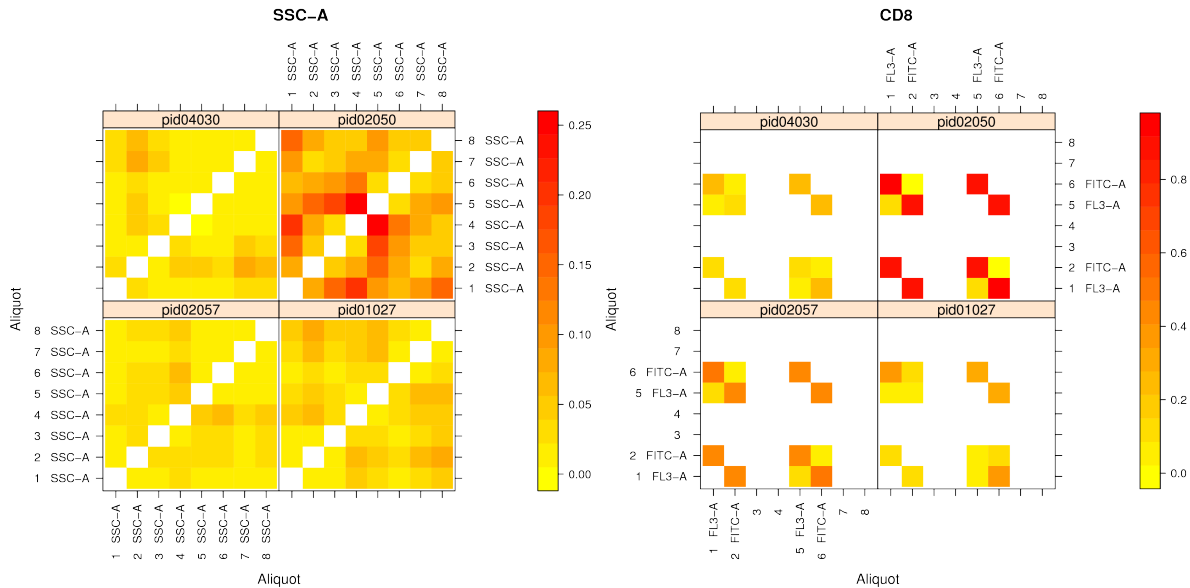 SSC−A
1 SSC−A
2 SSC−A
3 SSC−A
4 SSC−A
5 SSC−A
6 SSC−A
7 SSC−A
8 SSC−A
pid04030
pid02050
8 SSC−A
7 SSC−A
6 SSC−A
5 SSC−A
4 SSC−A
3 SSC−A
2 SSC−A
1 SSC−A
pid02057
pid01027
8 SSC−A
7 SSC−A
6 SSC−A
5 SSC−A
4 SSC−A
3 SSC−A
2 SSC−A
1 SSC−A
1 SSC−A
2 SSC−A
3 SSC−A
4 SSC−A
5 SSC−A
6 SSC−A
7 SSC−A
8 SSC−A
Aliquot
Aliquot
0.25
0.20
0.15
0.10
0.05
0.00
CD8
1 FL3−A
2 FITC−A
3
4
5 FL3−A
6 FITC−A
7
8
pid04030
pid02050
8
7
6 FITC−A
5 FL3−A
4
3
2 FITC−A
1 FL3−A
pid02057
pid01027
8
7
6 FITC−A
5 FL3−A
4
3
2 FITC−A
1 FL3−A
1 FL3−A
2 FITC−A
3
4
5 FL3−A
6 FITC−A
7
8
Aliquot
Aliquot
0.8
0.6
0.4
0.2
0.0